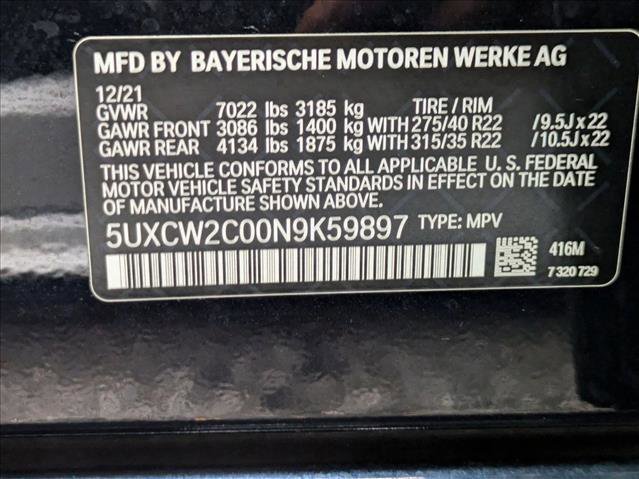 MFD BY BAYERISCHE MOTOREN WERKE AG
12/21
GVWR 7022 lbs 3185 kg TIRE / RIM
GAWR FRONT 3086 lbs 1400 kg WITH 275/40 R22 /9.5J x 22
GAWR REAR 4134 lbs 1875 kg WITH 315/35 R22 /10.5J x 22
THIS VEHICLE CONFORMS TO ALL APPLICABLE U. S. FEDERAL
MOTOR VEHICLE SAFETY STANDARDS IN EFFECT ON THE DATE
OF MANUFACTURE SHOWN ABOVE.
5UXCW2C00N9K59897 TYPE: MPV
416M
7 320 729